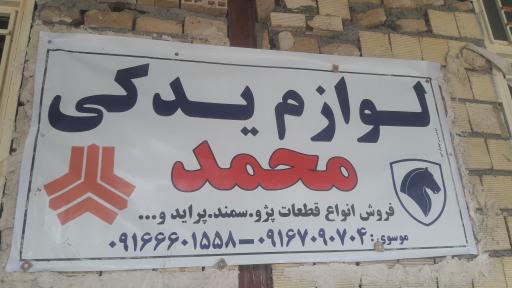 لوازم یدکی
محمد
فروش انواع قطعات پژو.سمند.پراید و...
موسوی: ۰۹۱۶۷۰۹۰۷۰۴-۰۹۱۶۶۶۰۱۵۵۸